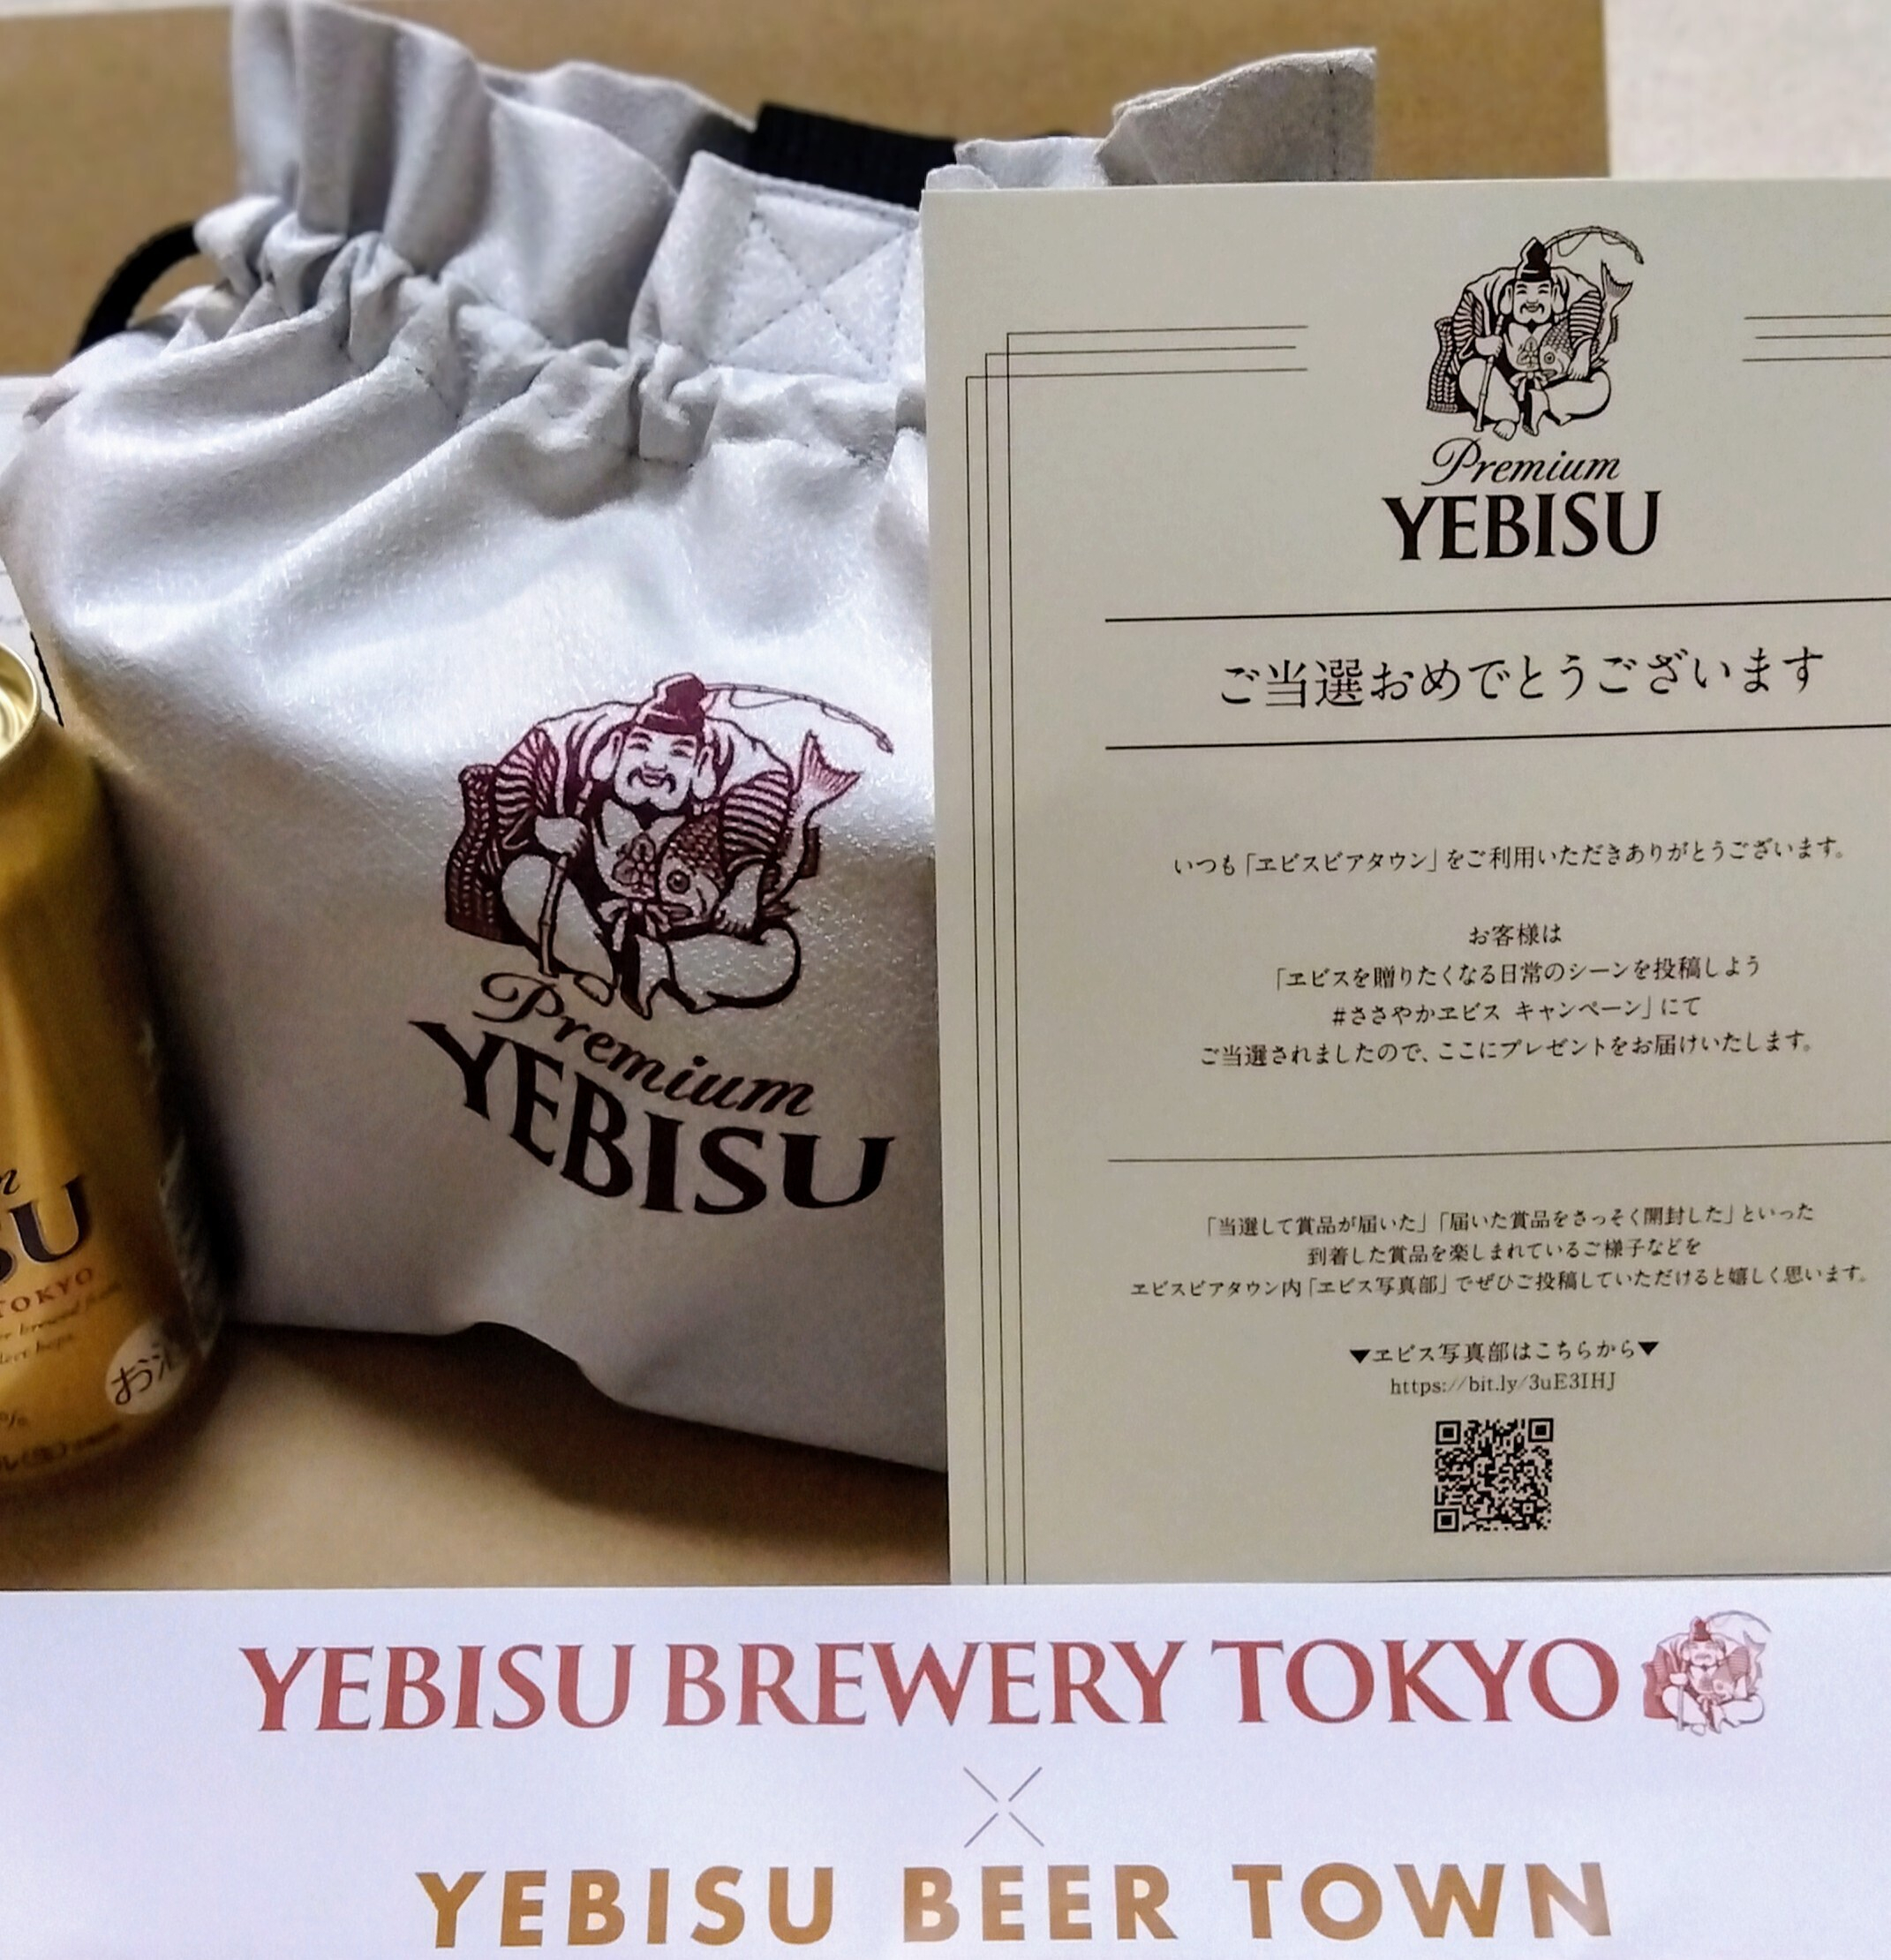 Premium
YEBISU
SU
TOKYO
お酒
Premium
YEBISU
ご当選おめでとうございます
いつも「ヱビスビアタウン」をご利用いただきありがとうございます。
お客様は
「ヱビスを贈りたくなる日常のシーンを投稿しよう
#ささやかヱビス キャンペーン」にて
ご当選されましたので、ここにプレゼントをお届けいたします。
「当選して賞品が届いた」「届いた賞品をさっそく開封した」といった
到着した賞品を楽しまれているご様子などを
ヱビスビアタウン内「ヱビス写真部」でぜひご投稿していただけると嬉しく思います。
▼ヱビス写真部はこちらから▼
https://bit.ly/3uE3IHJ
YEBISU BREWERY TOKYO
×
YEBISU BEER TOWN